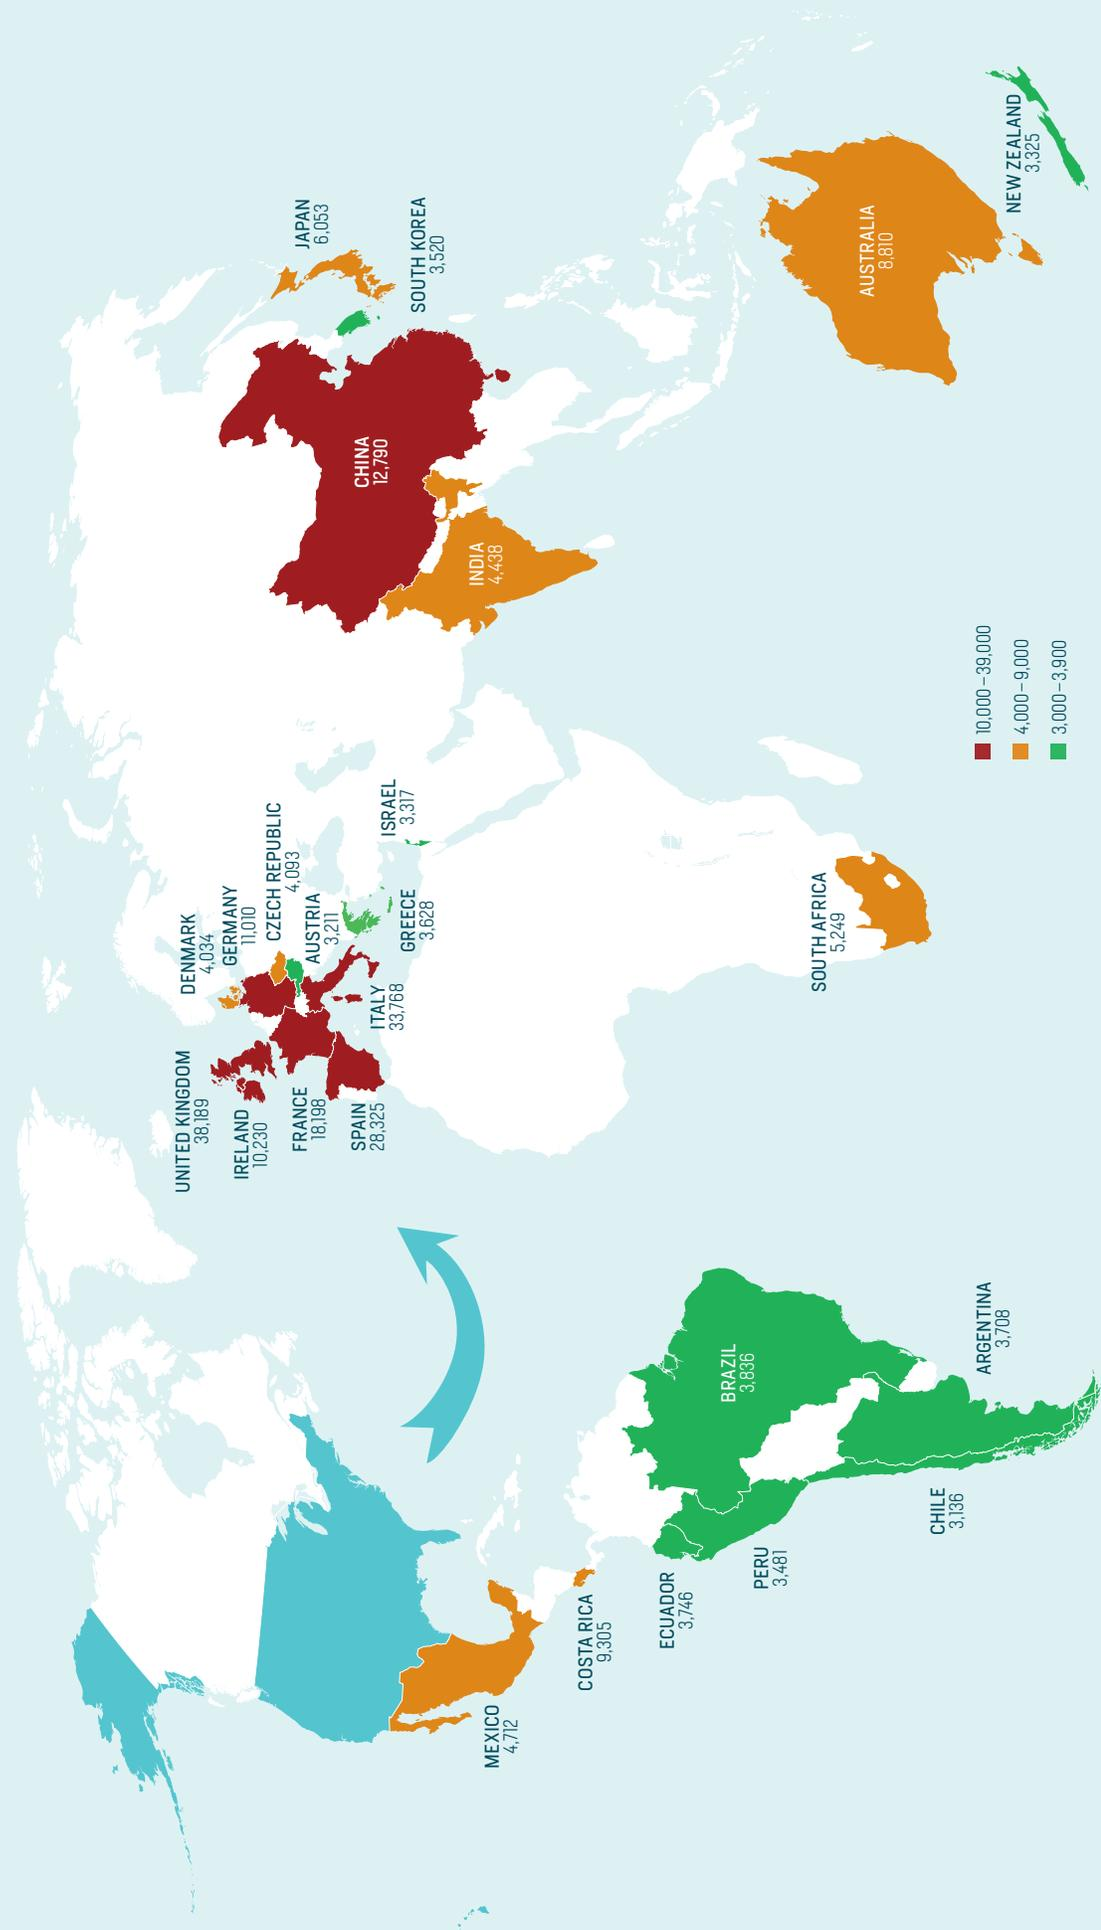 UNITED KINGDOM
38,189
IRELAND
10,230
FRANCE
18,198
SPAIN
28,325
DENMARK
4,034
GERMANY
11,010
CZECH REPUBLIC
4,093
AUSTRIA
3,211
ITALY
33,768
GREECE
3,628
ISRAEL
3,317
CHINA
12,790
JAPAN
6,053
SOUTH KOREA
3,520
INDIA
4,438
MEXICO
4,712
COSTA RICA
9,305
ECUADOR
3,746
PERU
3,481
BRAZIL
3,836
CHILE
3,136
ARGENTINA
3,708
SOUTH AFRICA
5,249
AUSTRALIA
8,810
NEW ZEALAND
3,325
10,000–39,000
4,000–9,000
3,000–3,900